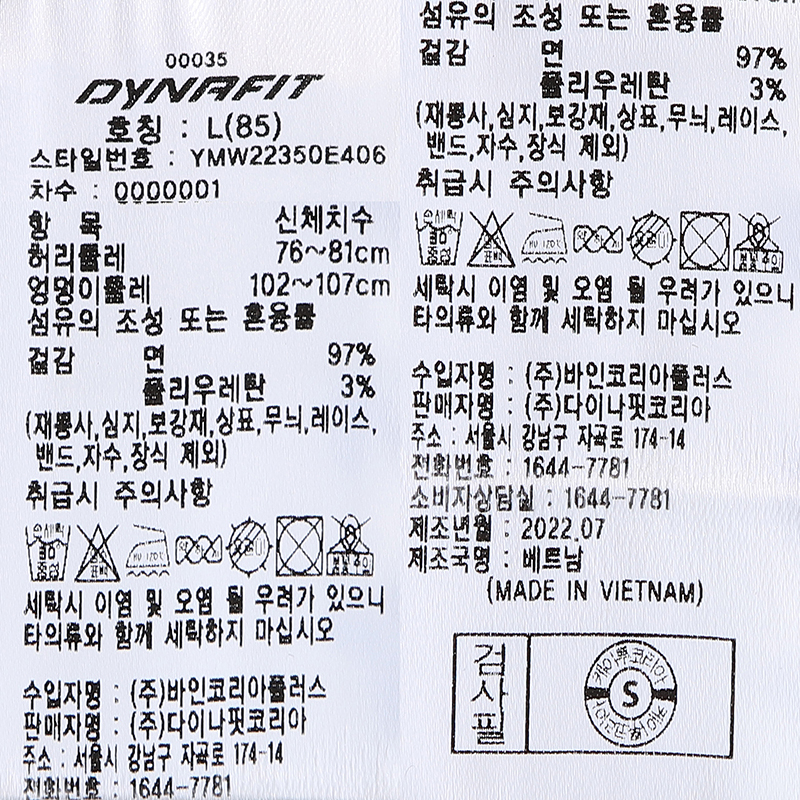 00035
DYNAFIT
호칭 : L(85)
스타일번호 : YMW22350E406
차수 : 0000001
항 목 신체치수
허리둘레 76~81cm
엉덩이둘레 102~107cm
섬유의 조성 또는 혼용률
겉감 면 97%
폴리우레탄 3%
(재봉사,심지,보강재,상표,무늬,레이스,
밴드,자수,장식 제외)
취급시 주의사항
손세탁 중성
표백
세탁시 이염 및 오염 될 우려가 있으니
타의류와 함께 세탁하지 마십시오
수입자명 : (주)바인코리아플러스
판매자명 : (주)다이나핏코리아
주소 : 서울시 강남구 자곡로 174-14
전화번호 : 1644-7781
섬유의 조성 또는 혼용률
겉감 면 97%
폴리우레탄 3%
(재봉사,심지,보강재,상표,무늬,레이스,
밴드,자수,장식 제외)
취급시 주의사항
손세탁 중성
표백
세탁시 이염 및 오염 될 우려가 있으니
타의류와 함께 세탁하지 마십시오
수입자명 : (주)바인코리아플러스
판매자명 : (주)다이나핏코리아
주소 : 서울시 강남구 자곡로 174-14
전화번호 : 1644-7781
소비자상담실 : 1644-7781
제조년월 : 2022.07
제조국명 : 베트남
(MADE IN VIETNAM)
검사필
S